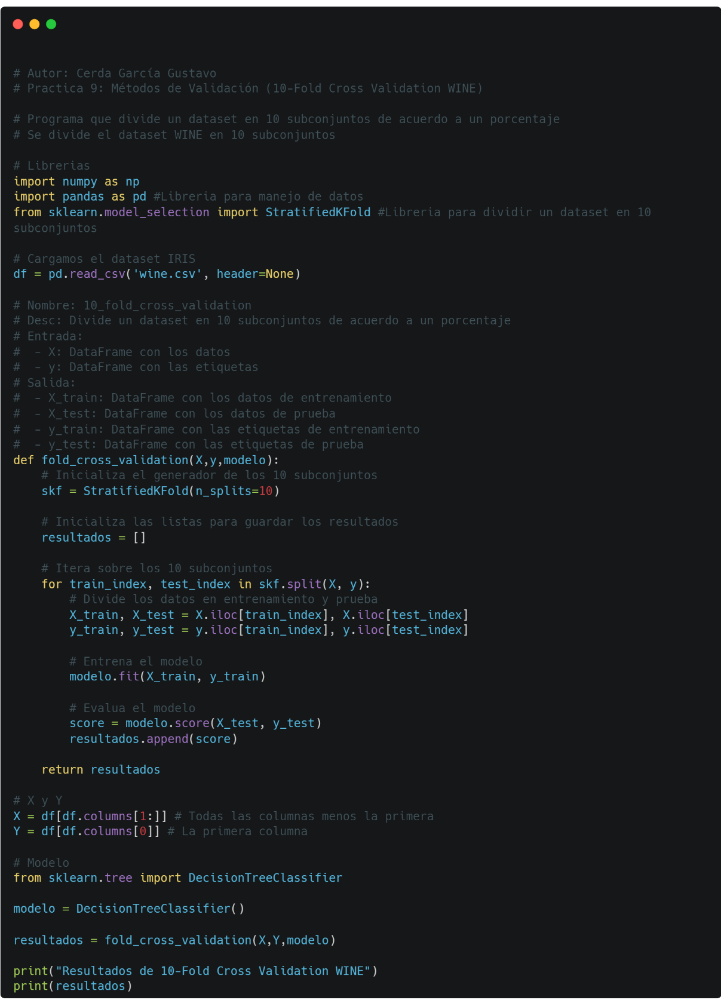 # Autor: Cerda García Gustavo
# Practica 9: Métodos de Validación (10-Fold Cross Validation WINE)

# Programa que divide un dataset en 10 subconjuntos de acuerdo a un porcentaje
# Se divide el dataset WINE en 10 subconjuntos

# Librerias
import numpy as np
import pandas as pd #Libreria para manejo de datos
from sklearn.model_selection import StratifiedKFold #Libreria para dividir un dataset en 10
subconjuntos

# Cargamos el dataset IRIS
df = pd.read_csv('wine.csv', header=None)

# Nombre: 10_fold_cross_validation
# Desc: Divide un dataset en 10 subconjuntos de acuerdo a un porcentaje
# Entrada:
#  - X: DataFrame con los datos
#  - y: DataFrame con las etiquetas
# Salida:
#  - X_train: DataFrame con los datos de entrenamiento
#  - X_test: DataFrame con los datos de prueba
#  - y_train: DataFrame con las etiquetas de entrenamiento
#  - y_test: DataFrame con las etiquetas de prueba
def fold_cross_validation(X,y,modelo):
    # Inicializa el generador de los 10 subconjuntos
    skf = StratifiedKFold(n_splits=10)

    # Inicializa las listas para guardar los resultados
    resultados = []

    # Itera sobre los 10 subconjuntos
    for train_index, test_index in skf.split(X, y):
        # Divide los datos en entrenamiento y prueba
        X_train, X_test = X.iloc[train_index], X.iloc[test_index]
        y_train, y_test = y.iloc[train_index], y.iloc[test_index]

        # Entrena el modelo
        modelo.fit(X_train, y_train)

        # Evalua el modelo
        score = modelo.score(X_test, y_test)
        resultados.append(score)

    return resultados

# X y Y
X = df[df.columns[1:]] # Todas las columnas menos la primera
Y = df[df.columns[0]] # La primera columna

# Modelo
from sklearn.tree import DecisionTreeClassifier

modelo = DecisionTreeClassifier()

resultados = fold_cross_validation(X,Y,modelo)

print("Resultados de 10-Fold Cross Validation WINE")
print(resultados)